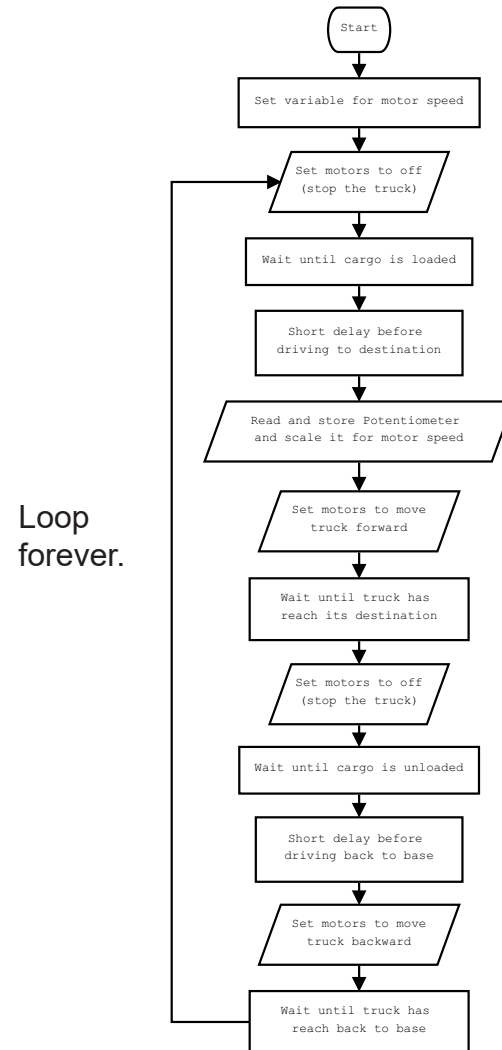 Start
Set variable for motor speed
Set motors to off
(stop the truck)
Wait until cargo is loaded
Short delay before
driving to destination
Read and store Potentiometer
and scale it for motor speed
Loop
forever.
Set motors to move
truck forward
Wait until truck has
reach its destination
Set motors to off
(stop the truck)
Wait until cargo is unloaded
Short delay before
driving back to base
Set motors to move
truck backward
Wait until truck has
reach back to base